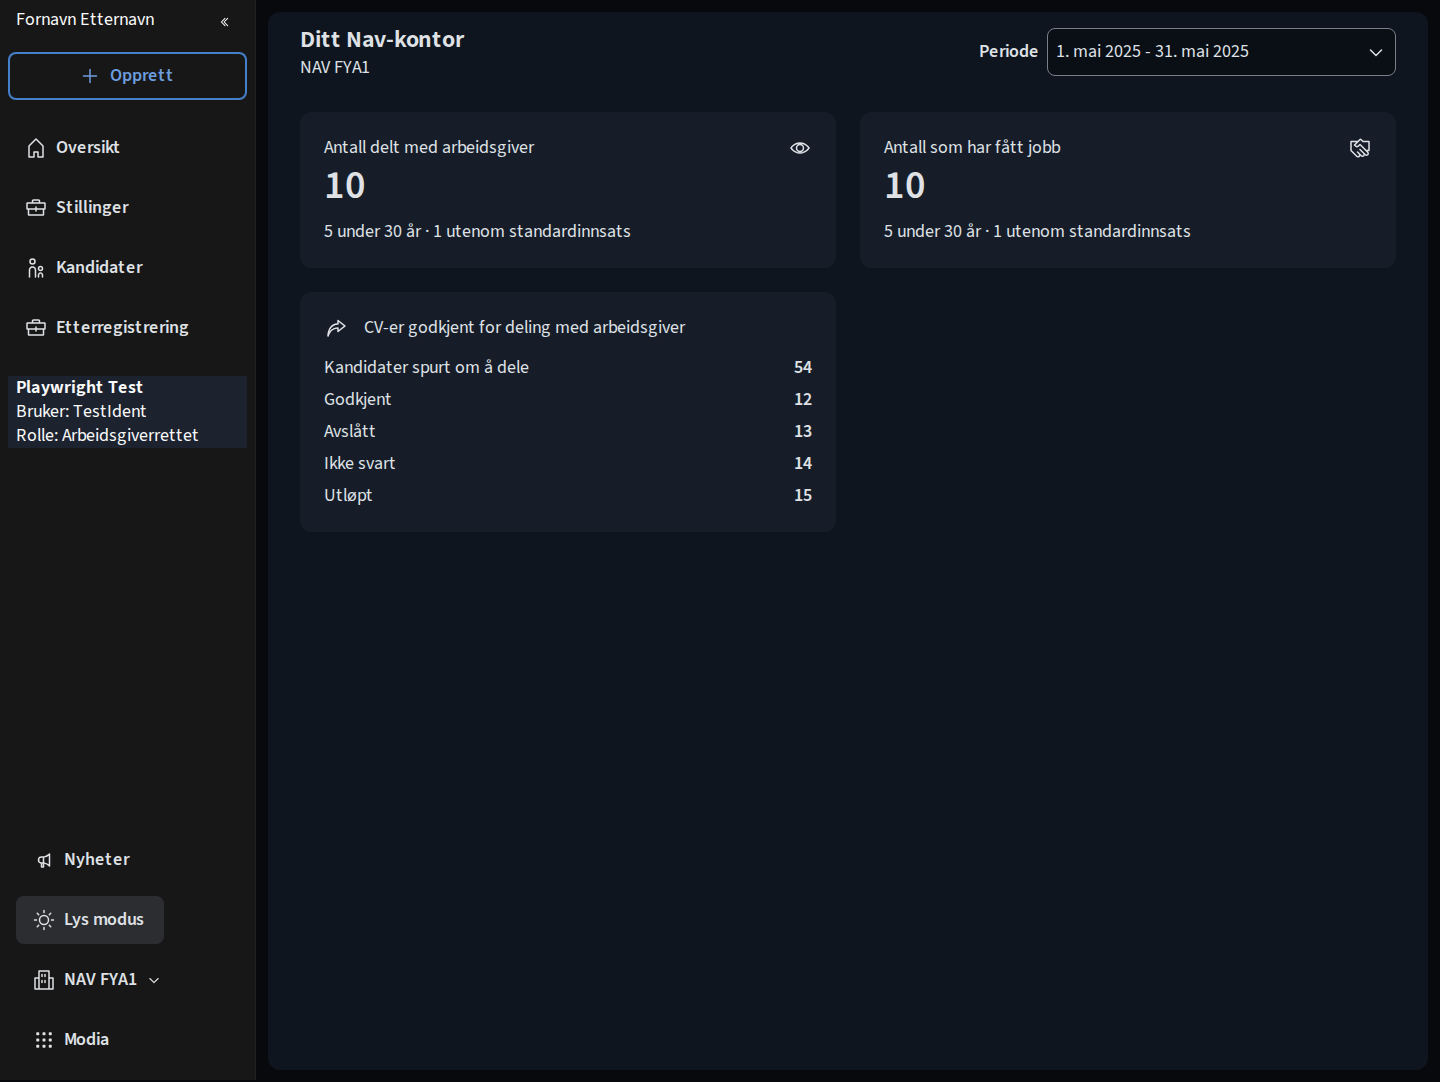 Fornavn Etternavn
Opprett
Oversikt
Stillinger
Kandidater
Etterregistrering
Playwright Test
Bruker: TestIdent
Rolle: Arbeidsgiverrettet
Nyheter
Lys modus
NAV FYA1
Modia
Ditt Nav-kontor
NAV FYA1
Periode
1. mai 2025 - 31. mai 2025
Antall delt med arbeidsgiver
10
5 under 30 år · 1 utenom standardinnsats
Antall som har fått jobb
10
5 under 30 år · 1 utenom standardinnsats
CV-er godkjent for deling med arbeidsgiver
Kandidater spurt om å dele 54
Godkjent 12
Avslått 13
Ikke svart 14
Utløpt 15